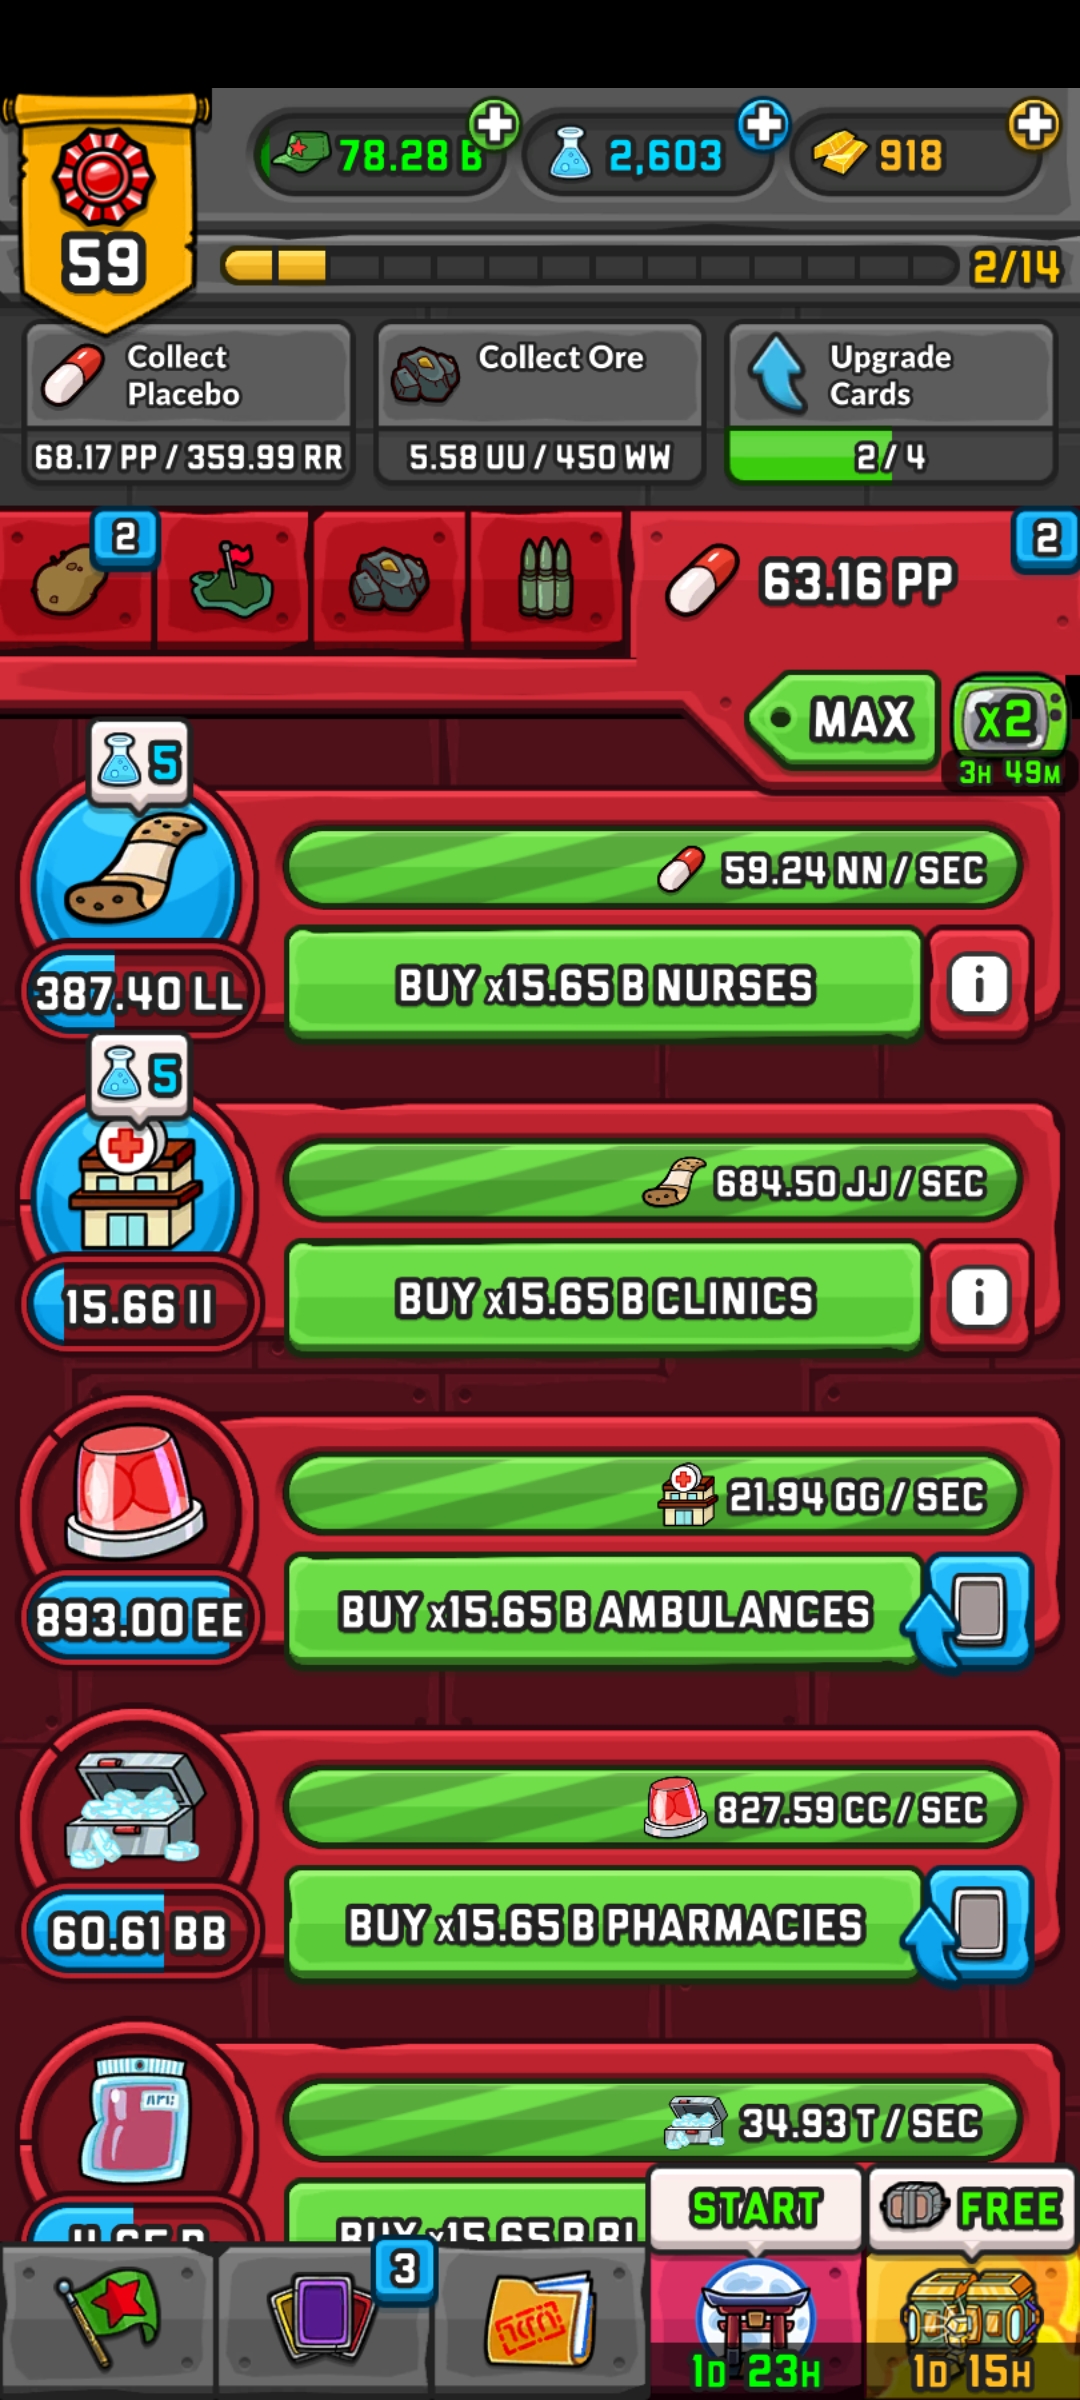 59
78.28 B
2,603
918
2/14
Collect
Placebo
68.17 PP / 359.99 RR
Collect Ore
5.58 UU / 450 WW
Upgrade
Cards
2 / 4
2
63.16 PP
2
MAX
x2
3H 49M
5
59.24 NN / SEC
387.40 LL
BUY x15.65 B NURSES
i
5
684.50 JJ / SEC
15.66 II
BUY x15.65 B CLINICS
i
21.94 GG / SEC
893.00 EE
BUY x15.65 B AMBULANCES
827.59 CC / SEC
60.61 BB
BUY x15.65 B PHARMACIES
34.93 T / SEC
BUY x15.65 B
START
FREE
3
1D 23H
1D 15H